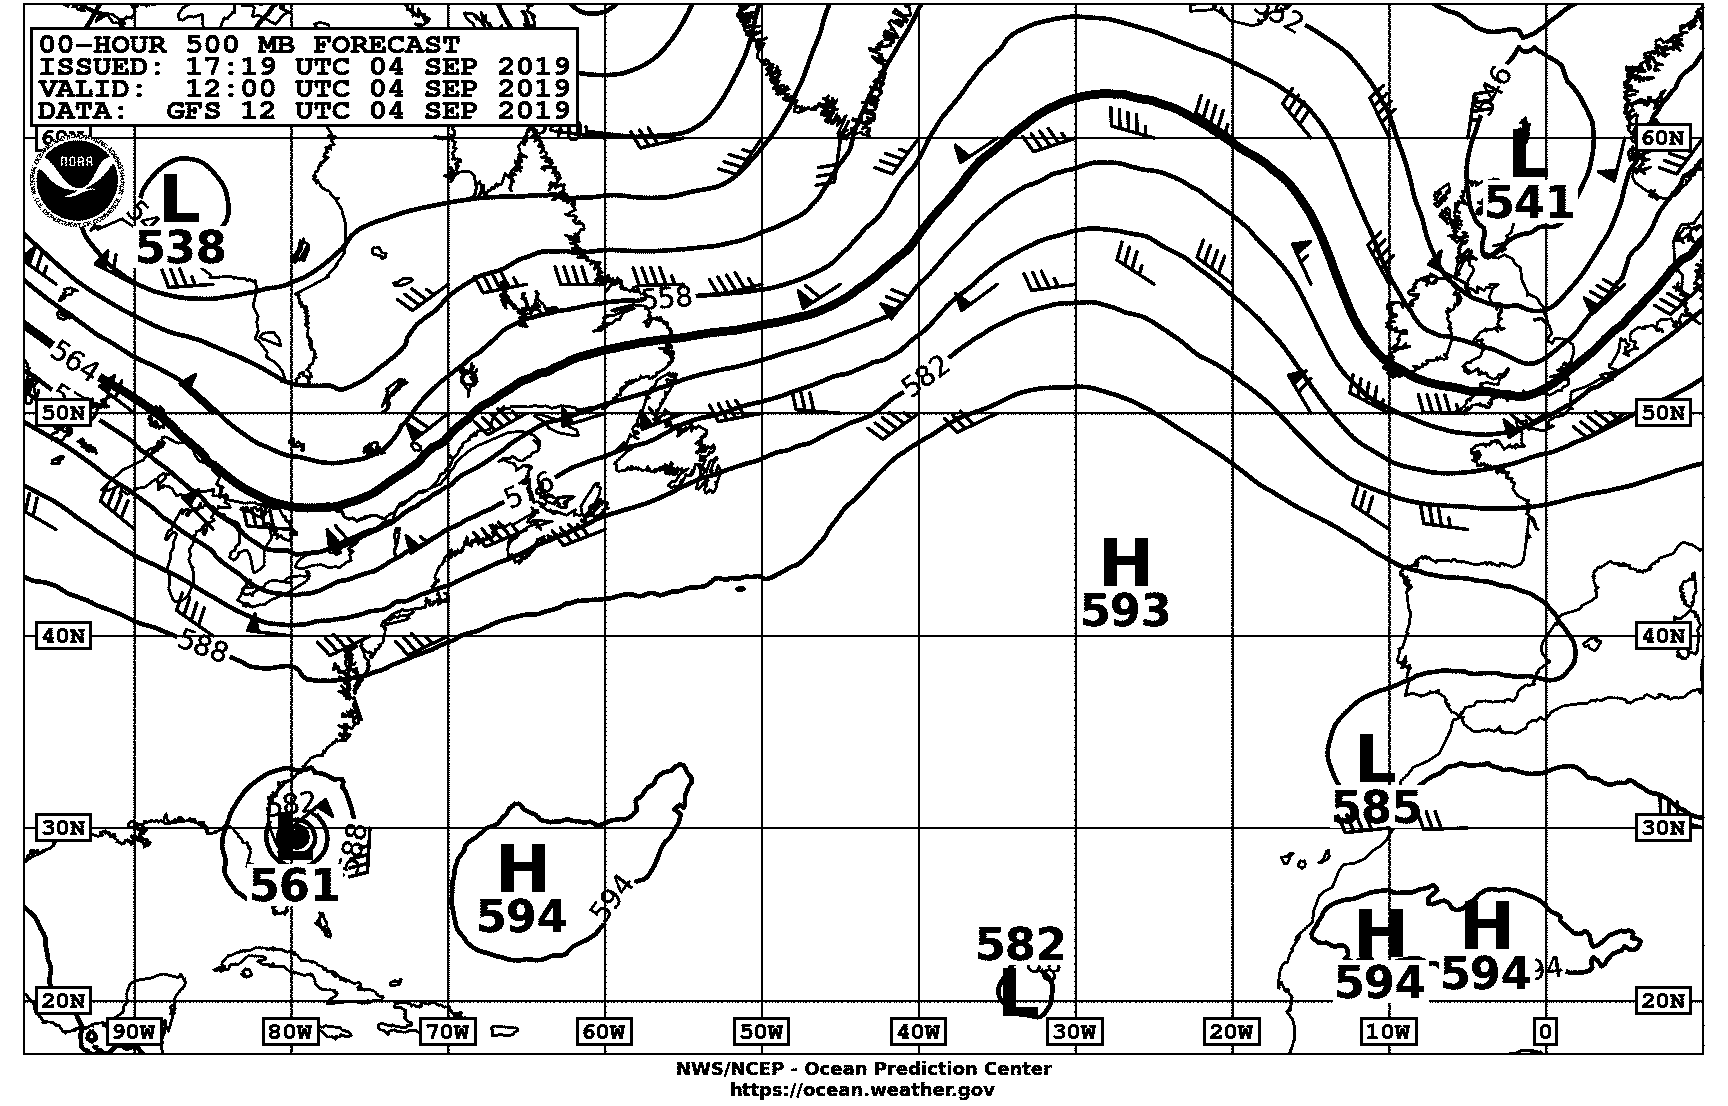 00-HOUR 500 MB FORECAST
ISSUED: 17:19 UTC 04 SEP 2019
VALID: 12:00 UTC 04 SEP 2019
DATA: GFS 12 UTC 04 SEP 2019
552
546
60N
60N
NOAA
L
538
L
541
558
564
582
50N
50N
576
H
593
588
40N
40N
L
585
582
588
30N
30N
L
561
H
594
594
H
594
H
594
582
L
20N
20N
90W
80W
70W
60W
50W
40W
30W
20W
10W
0
NWS/NCEP - Ocean Prediction Center
https://ocean.weather.gov